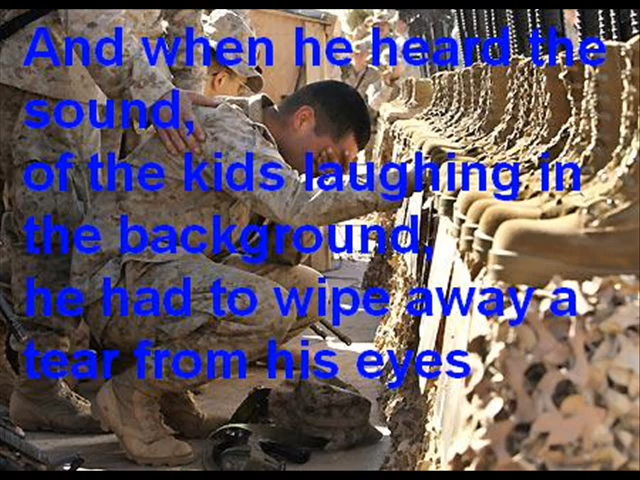 And when he heard the
sound,
of the kids laughing in
the background,
he had to wipe away a
tear from his eyes